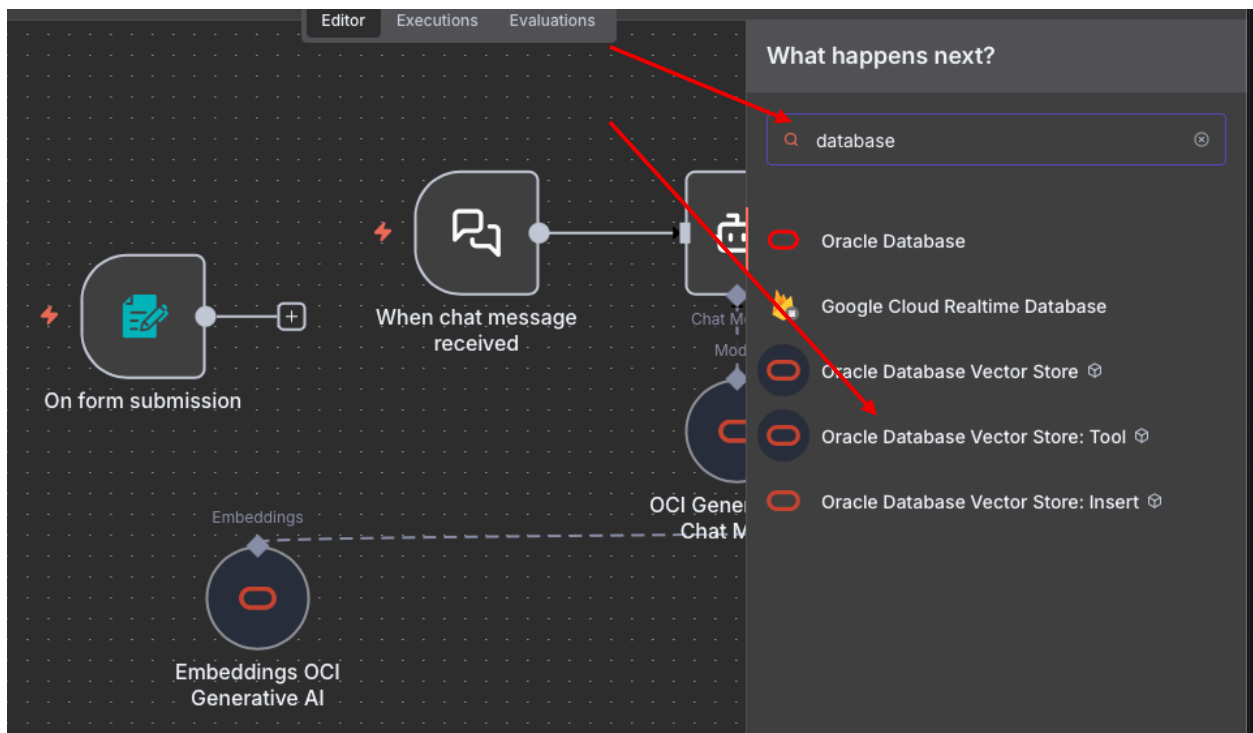 Editor Executions Evaluations
What happens next?
database
Oracle Database
Google Cloud Realtime Database
Oracle Database Vector Store
Oracle Database Vector Store: Tool
Oracle Database Vector Store: Insert
When chat message
received
On form submission
Chat M
Mod
OCI Gene
Chat M
Embeddings
Embeddings OCI
Generative AI